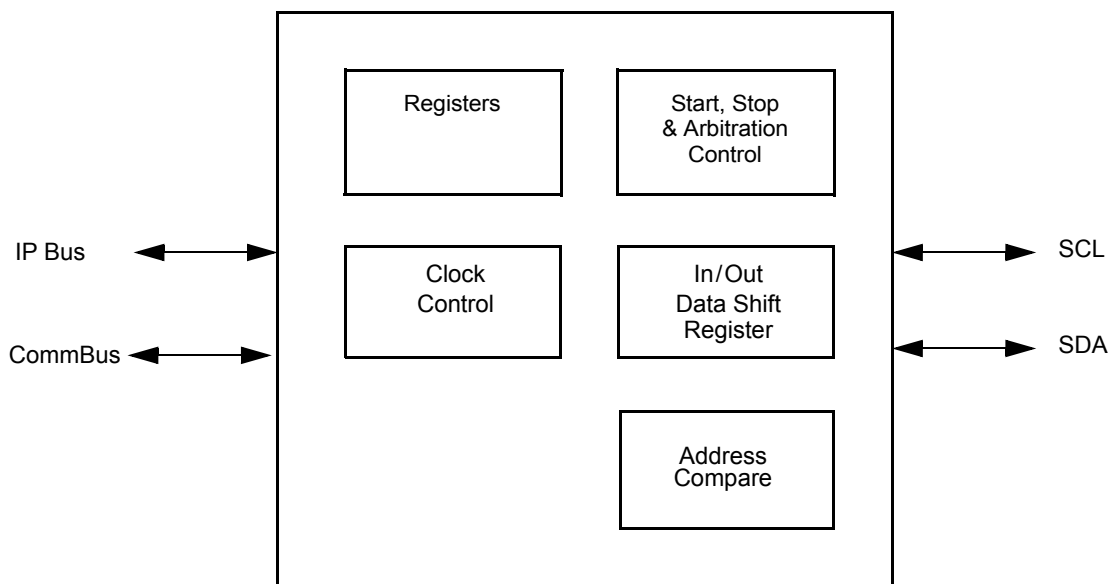 Registers
Start, Stop
& Arbitration
Control
IP Bus
Clock
Control
In/Out
Data Shift
Register
SCL
CommBus
SDA
Address
Compare